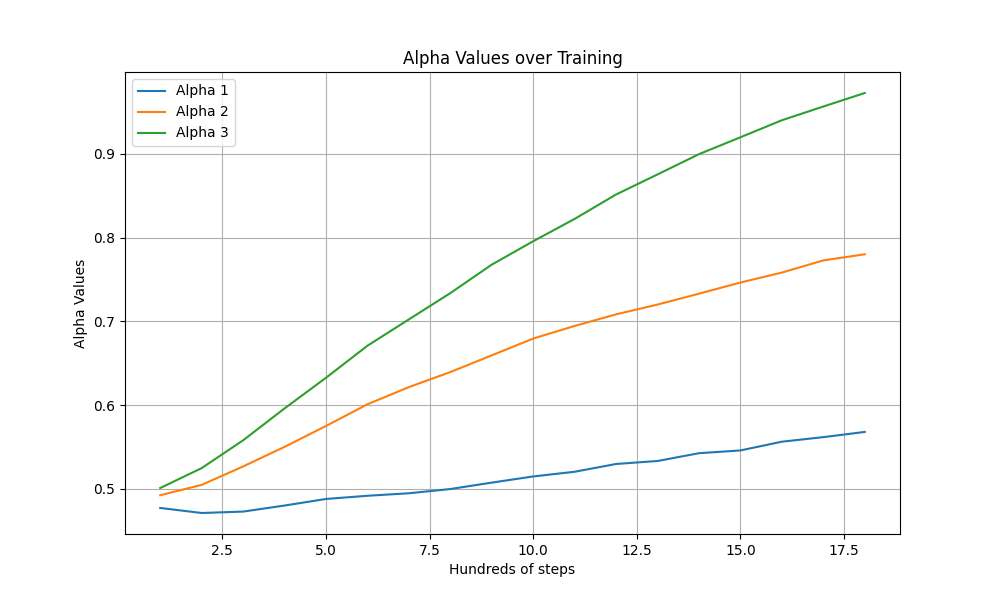 Alpha Values over Training
Alpha 1
Alpha 2
Alpha 3
Alpha Values
0.9
0.8
0.7
0.6
0.5
2.5 5.0 7.5 10.0 12.5 15.0 17.5
Hundreds of steps